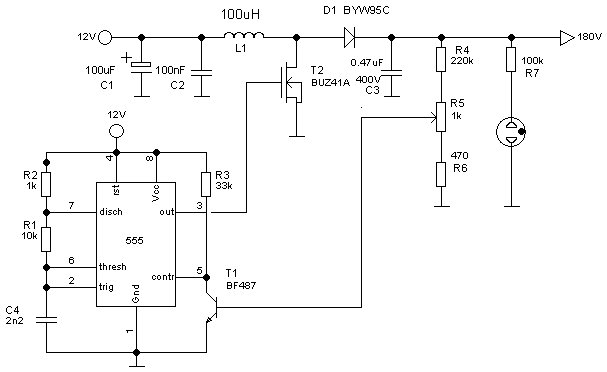 100uH
D1 BYW95C
12V
180V
L1
100uF
C1
100nF
C2
T2
BUZ41A
0.47uF
400V
C3
R4
220k
100k
R7
R5
1k
470
R6
12V
4
8
R2
1k
rst
Vcc
R3
33k
7
disch
out
3
R1
10k
555
6
thresh
contr
5
T1
BF487
2
trig
Gnd
C4
2n2
1